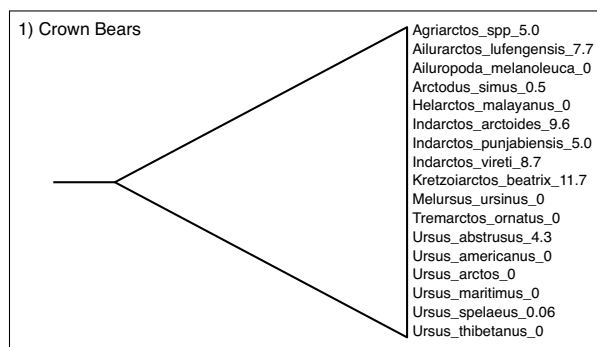 1) Crown Bears
Agriarctos_spp_5.0
Ailurarctos_lufengensis_7.7
Ailuropoda_melanoleuca_0
Arctodus_simus_0.5
Helarctos_malayanus_0
Indarctos_arctoides_9.6
Indarctos_punjabiensis_5.0
Indarctos_vireti_8.7
Kretzoiarctos_beatrix_11.7
Melursus_ursinus_0
Tremarctos_ornatus_0
Ursus_abstrusus_4.3
Ursus_americanus_0
Ursus_arctos_0
Ursus_maritimus_0
Ursus_spelaeus_0.06
Ursus_thibetanus_0